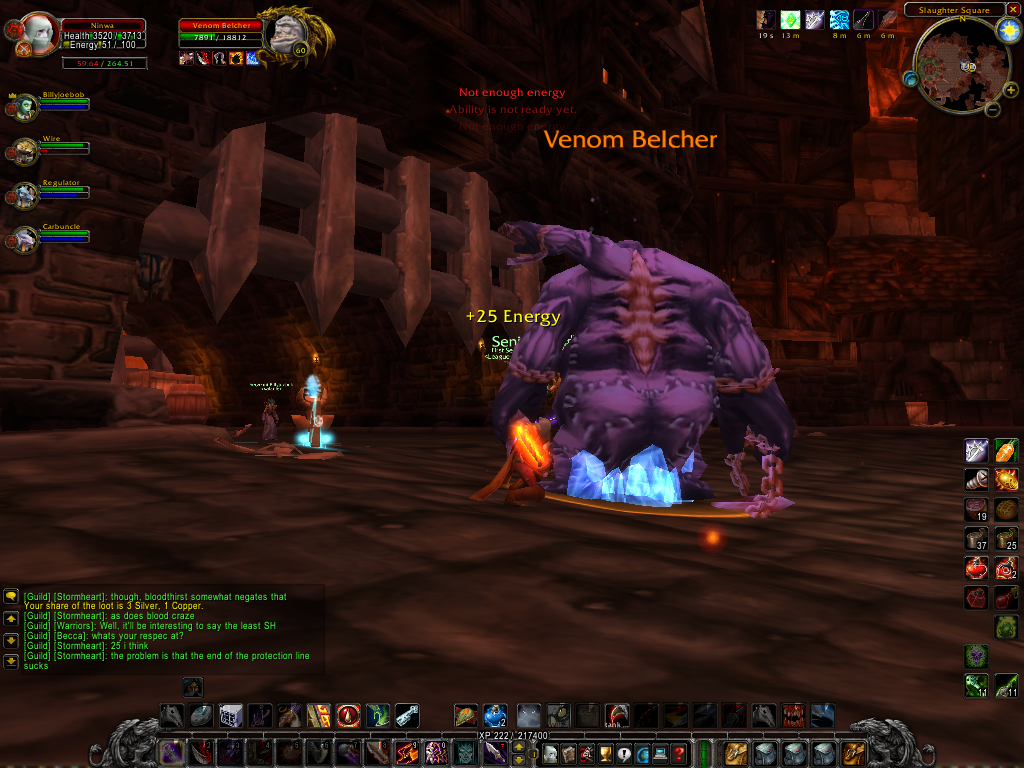 Ninwa
Health 3520 / 3713
Energy 51 / 100
59.64 / 264.51
Venom Belcher
7891 / 18812
60
Slaughter Square
N
19 s
13 m
8 m
6 m
6 m
Billyjoebob
Wire
Regulator
Carbuncle
Not enough energy
Ability is not ready yet.
Not enough
Venom Belcher
+25 Energy
[Guild] [Stormheart]: though, bloodthirst somewhat negates that
Your share of the loot is 3 Silver, 1 Copper.
[Guild] [Stormheart]: as does blood craze
[Guild] [Warriors]: Well, it'll be interesting to say the least SH
[Guild] [Becca]: whats your respec at?
[Guild] [Stormheart]: 25 i think
[Guild] [Stormheart]: the problem is that the end of the protection line
sucks
19
37
25
2
11
11
2
tank
XP 222 / 217400